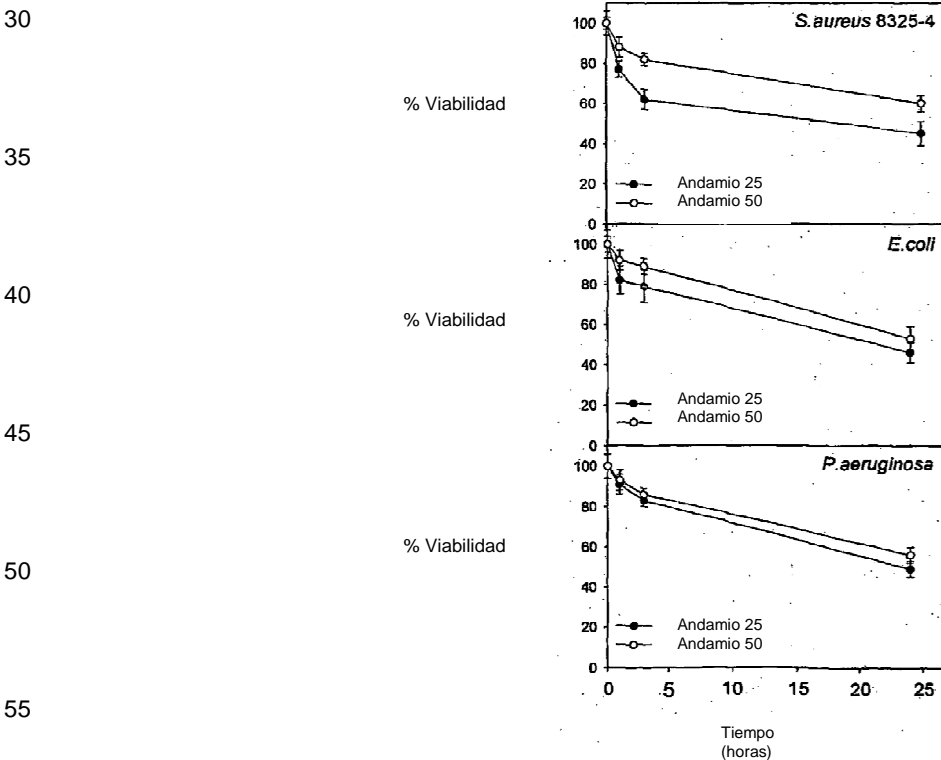 30
S.aureus 8325-4
100
80
% Viabilidad
60
35
40
20
Andamio 25
Andamio 50
0
E.coli
100
40
80
% Viabilidad
60
40
20
Andamio 25
Andamio 50
45
0
P.aeruginosa
100
80
% Viabilidad
60
50
40
20
Andamio 25
Andamio 50
0
0 5 10 15 20 25
55
Tiempo
(horas)